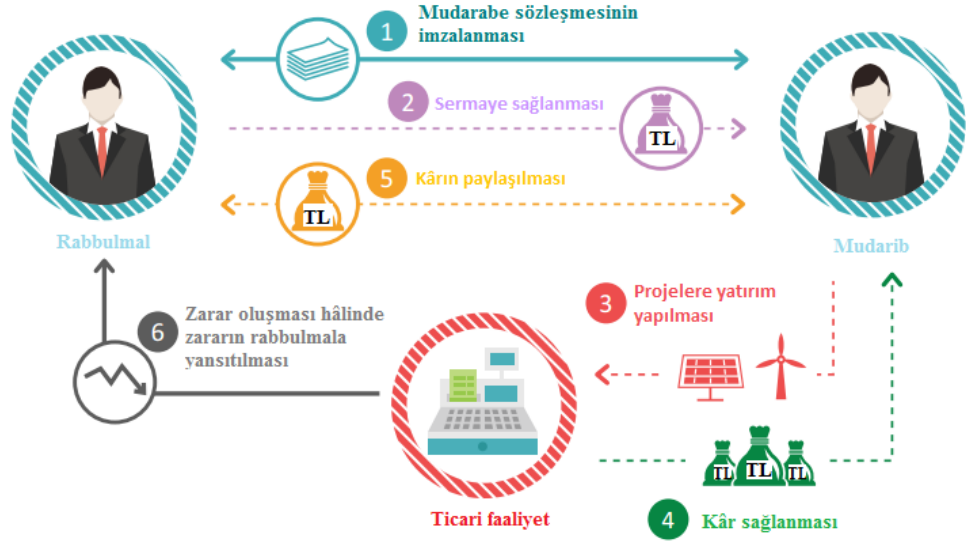 1
Mudarabe sözleşmesinin
imzalanması
2
Sermaye sağlanması
TL
5
Kârın paylaşılması
TL
Rabbulmal
Mudarib
3
Projelere yatırım
yapılması
6
Zarar oluşması hâlinde
zararın rabbulmala
yansıtılması
TL TL TL
Ticari faaliyet
4
Kâr sağlanması